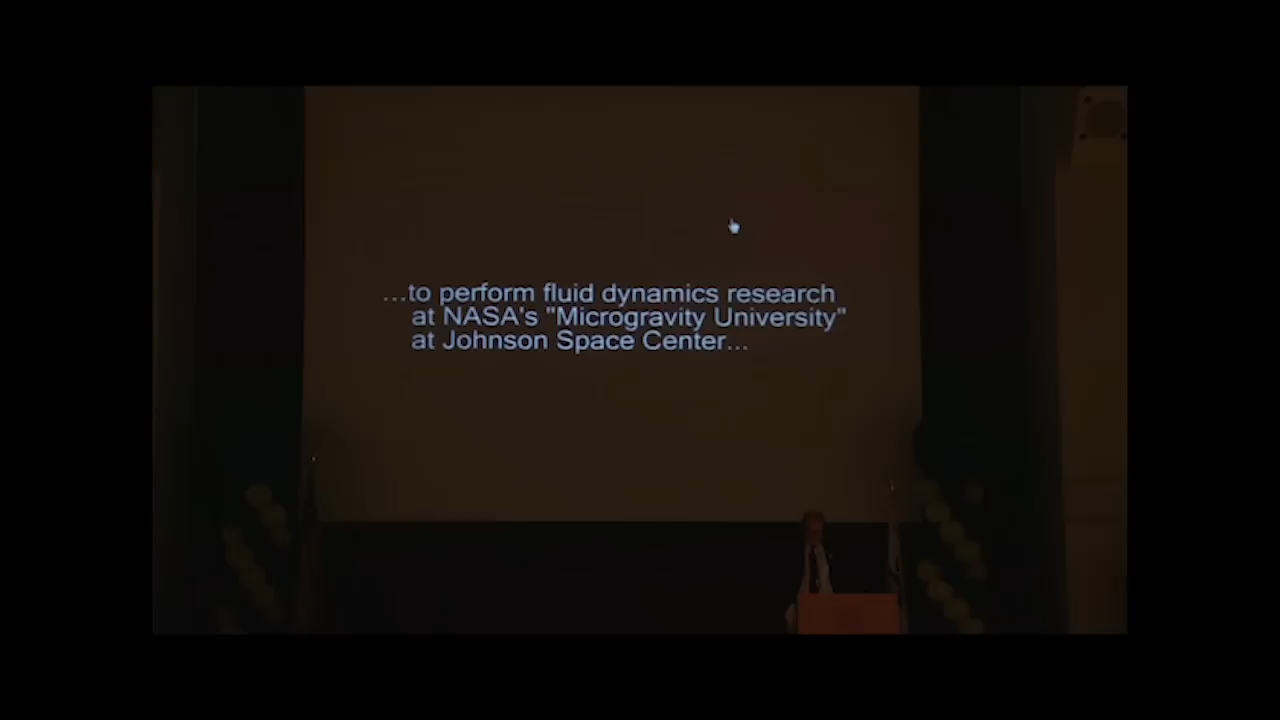 ...to perform fluid dynamics research
at NASA's "Microgravity University"
at Johnson Space Center...